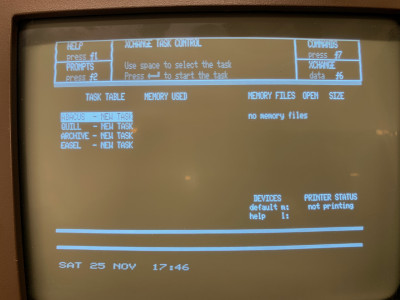 HELP
press f1
XCHANGE TASK CONTROL
COMMANDS
press f7
PROMPTS
press f2
Use space to select the task
Press ⟵ to start the task
XCHANGE
data f6
TASK TABLE MEMORY USED MEMORY FILES OPEN SIZE
ABACUS - NEW TASK no memory files
QUILL - NEW TASK
ARCHIVE - NEW TASK
EASEL - NEW TASK
DEVICES PRINTER STATUS
default m: not printing
help l:
SAT 25 NOV 17:46